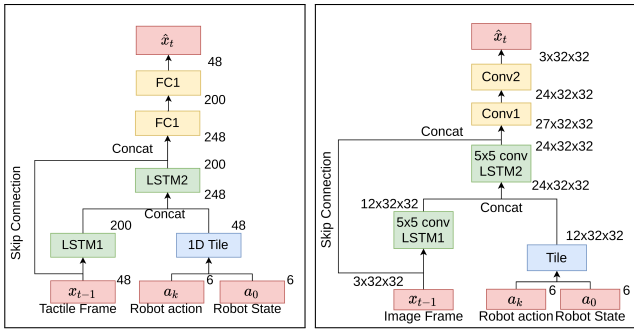 x̂_t
48
FC1
200
FC1
248
Concat
200
LSTM2
248
Concat
200
48
LSTM1
1D Tile
Skip Connection
48
6
6
x_{t-1}
a_k
a_0
Tactile Frame
Robot action
Robot State
x̂_t
3x32x32
Conv2
24x32x32
Conv1
27x32x32
Concat
24x32x32
5x5 conv
LSTM2
24x32x32
12x32x32
Concat
5x5 conv
LSTM1
12x32x32
Tile
Skip Connection
3x32x32
6
6
x_{t-1}
a_k
a_0
Image Frame
Robot action
Robot State